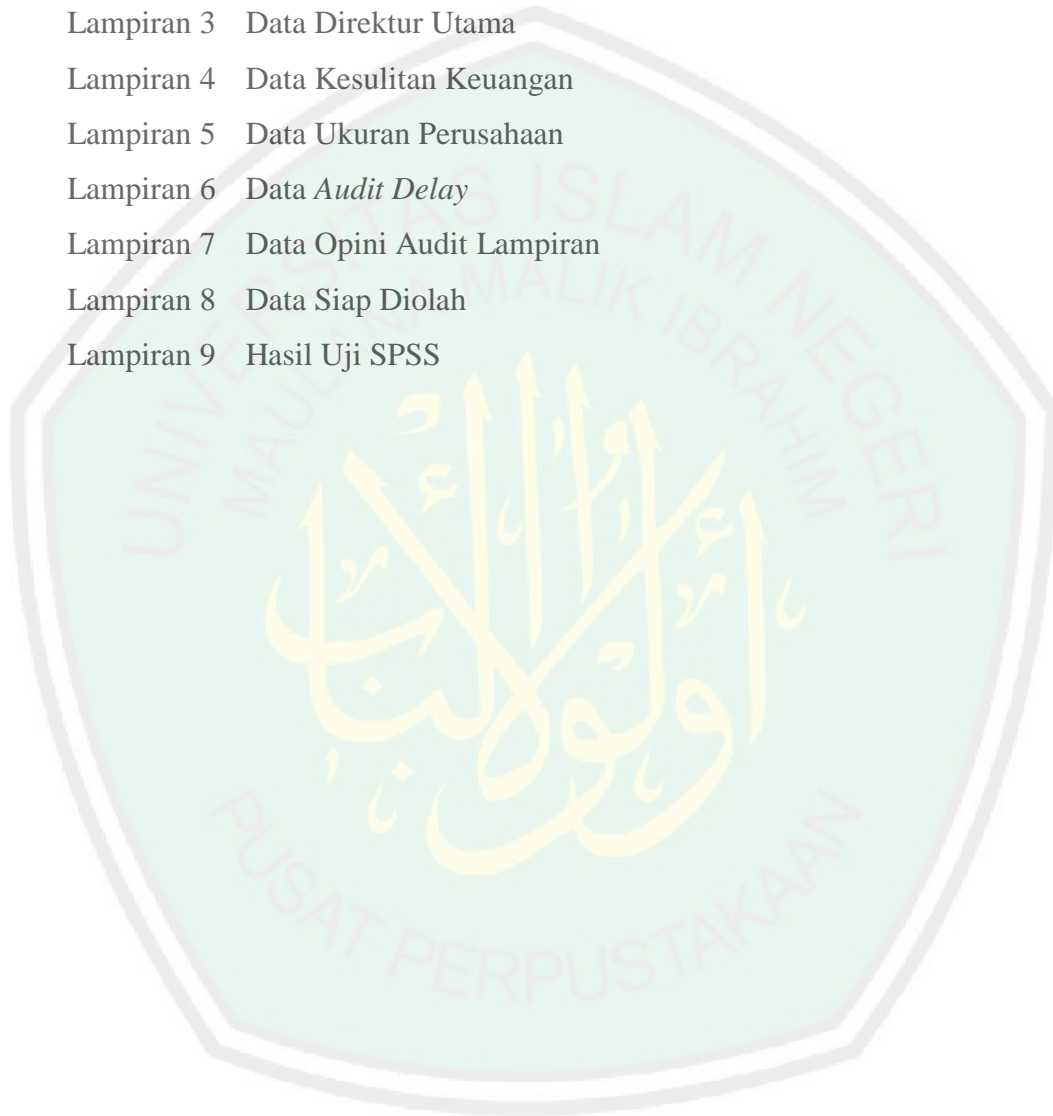 Lampiran 3 Data Direktur Utama
Lampiran 4 Data Kesulitan Keuangan
Lampiran 5 Data Ukuran Perusahaan
Lampiran 6 Data Audit Delay
Lampiran 7 Data Opini Audit Lampiran
Lampiran 8 Data Siap Diolah
Lampiran 9 Hasil Uji SPSS
UNIVERSITAS ISLAM NEGERI
MAULANA MALIK IBRAHIM
أولوا الألباب
PUSAT PERPUSTAKAAN